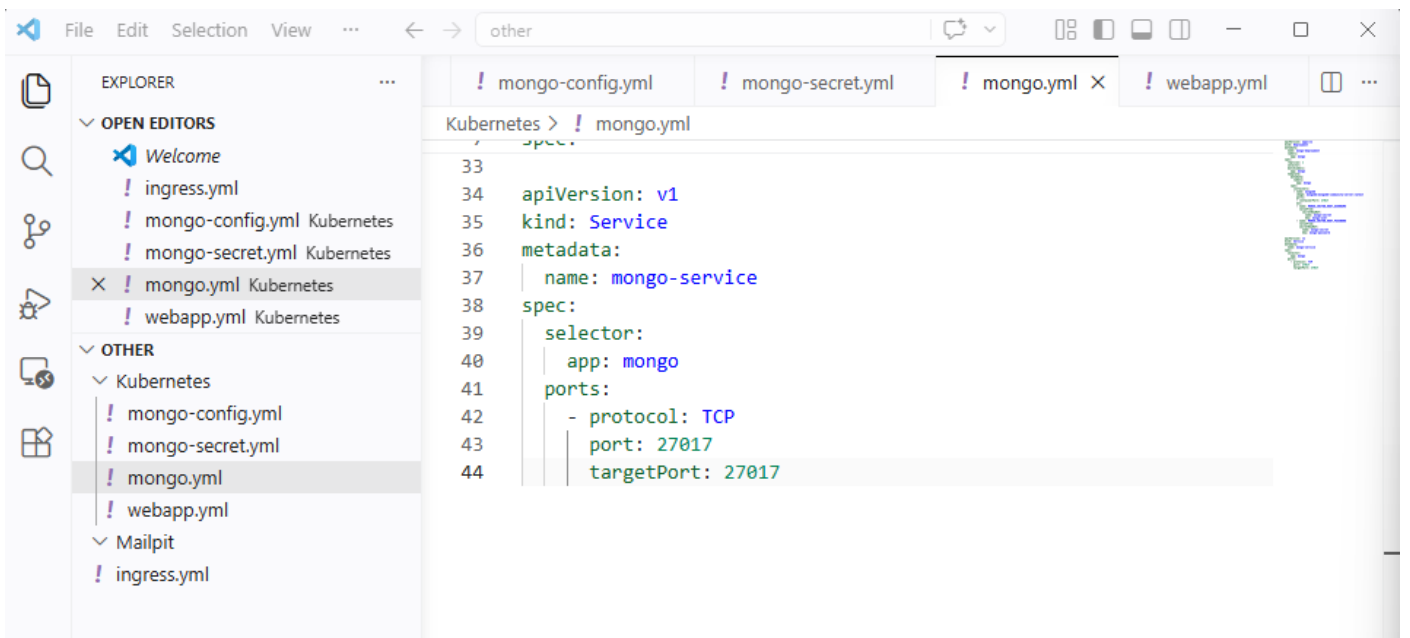 File Edit Selection View ··· other
EXPLORER ···
OPEN EDITORS
Welcome
! ingress.yml
! mongo-config.yml Kubernetes
! mongo-secret.yml Kubernetes
! mongo.yml Kubernetes
! webapp.yml Kubernetes
OTHER
Kubernetes
! mongo-config.yml
! mongo-secret.yml
! mongo.yml
! webapp.yml
Mailpit
! ingress.yml
! mongo-config.yml ! mongo-secret.yml ! mongo.yml ! webapp.yml ···
Kubernetes > ! mongo.yml
7 spec:
33
34 apiVersion: v1
35 kind: Service
36 metadata:
37 name: mongo-service
38 spec:
39 selector:
40 app: mongo
41 ports:
42 - protocol: TCP
43 port: 27017
44 targetPort: 27017